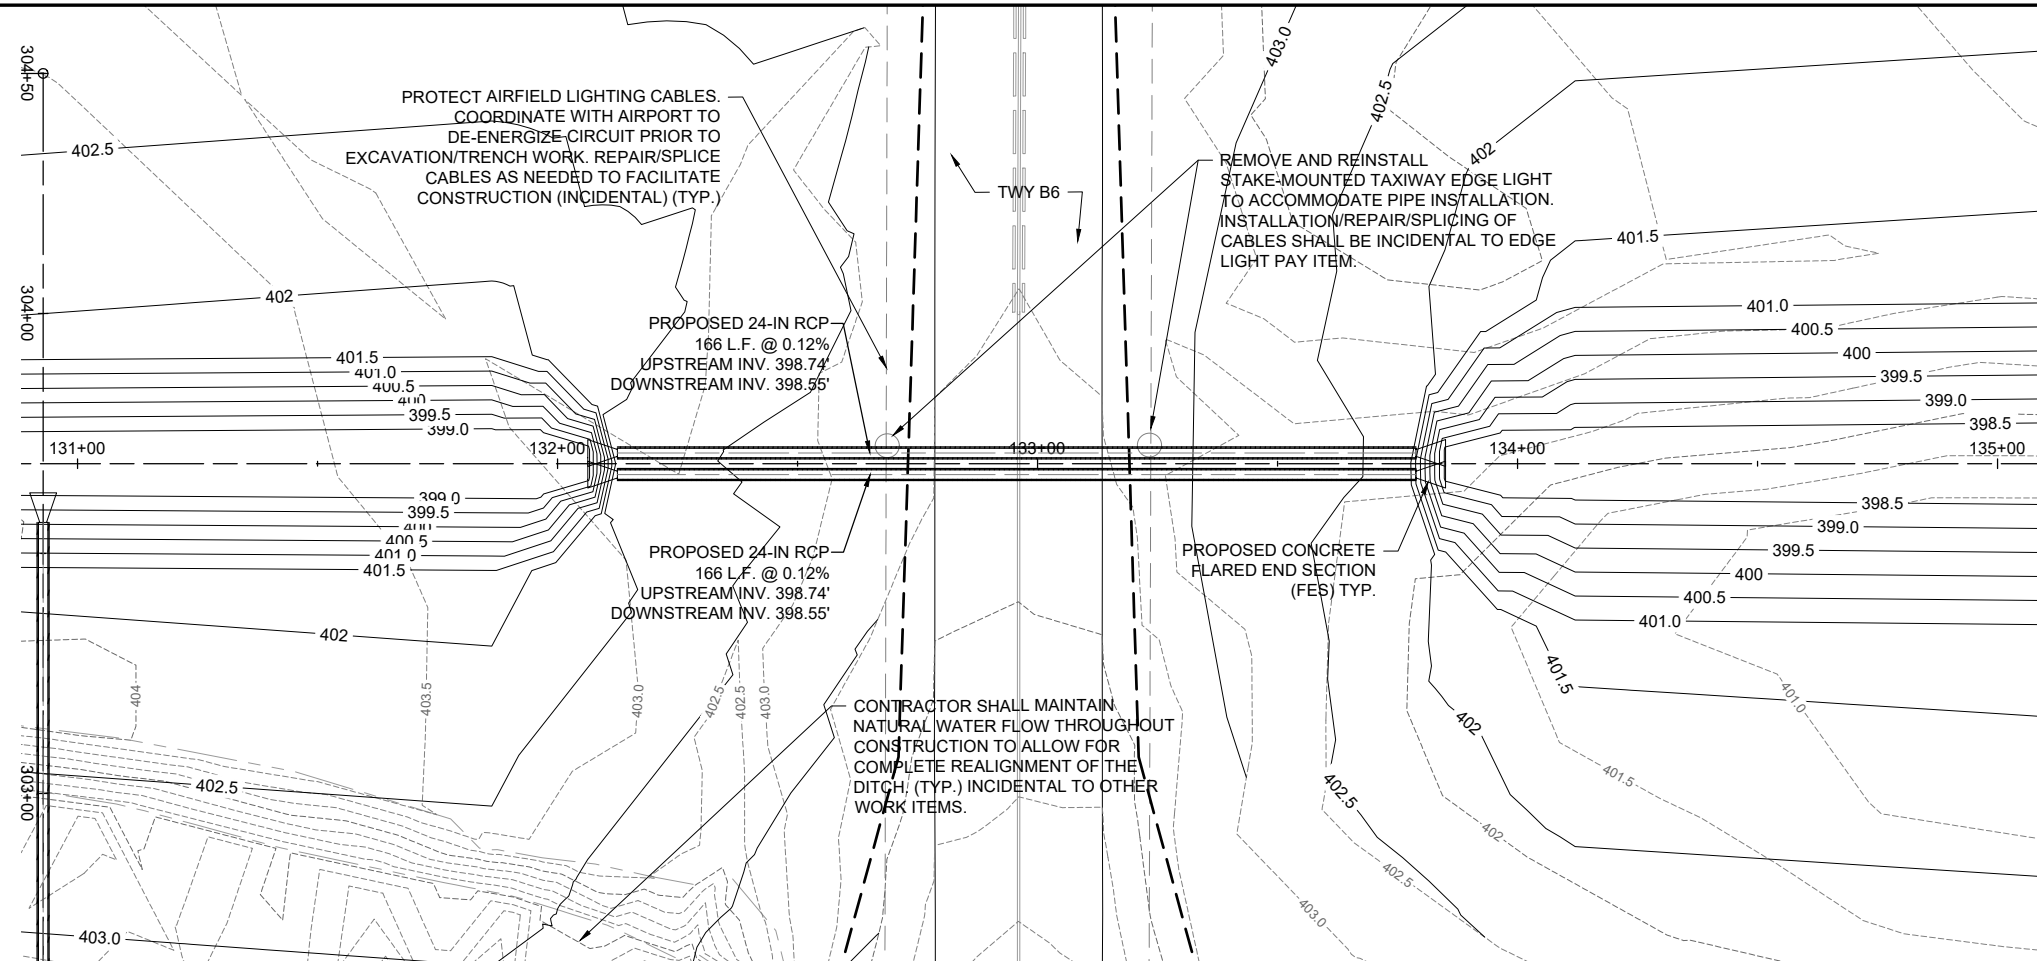 304+50
PROTECT AIRFIELD LIGHTING CABLES.
COORDINATE WITH AIRPORT TO
DE-ENERGIZE CIRCUIT PRIOR TO
EXCAVATION/TRENCH WORK. REPAIR/SPLICE
CABLES AS NEEDED TO FACILITATE
CONSTRUCTION (INCIDENTAL) (TYP.)
402.5
TWY B6
403.0
402.5
402
REMOVE AND REINSTALL
STAKE-MOUNTED TAXIWAY EDGE LIGHT
TO ACCOMMODATE PIPE INSTALLATION.
INSTALLATION/REPAIR/SPLICING OF
CABLES SHALL BE INCIDENTAL TO EDGE
LIGHT PAY ITEM.
401.5
402
304+00
PROPOSED 24-IN RCP
166 L.F. @ 0.12%
UPSTREAM INV. 398.74'
DOWNSTREAM INV. 398.55'
401.0
400.5
400
399.5
399.0
398.5
401.5
401.0
400.5
400
399.5
399.0
131+00
132+00
133+00
134+00
135+00
399.0
399.5
400
400.5
401.0
401.5
PROPOSED 24-IN RCP
166 L.F. @ 0.12%
UPSTREAM INV. 398.74'
DOWNSTREAM INV. 398.55'
PROPOSED CONCRETE
FLARED END SECTION
(FES) TYP.
398.5
399.0
399.5
400
400.5
401.0
402
404
403.5
403.0
402.5
402.5
403.0
CONTRACTOR SHALL MAINTAIN
NATURAL WATER FLOW THROUGHOUT
CONSTRUCTION TO ALLOW FOR
COMPLETE REALIGNMENT OF THE
DITCH. (TYP.) INCIDENTAL TO OTHER
WORK ITEMS.
401.5
402
402.5
401.0
401.5
402
402.5
403.0
303+00
402.5
403.0